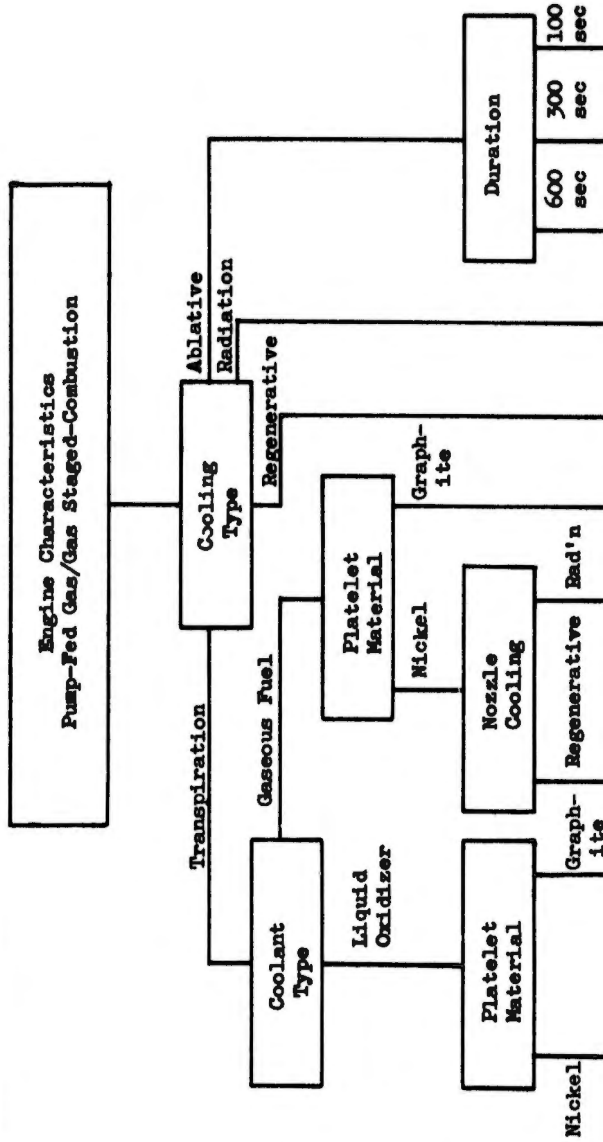 Engine Characteristics
Pump-Fed Gas/Gas Staged-Combustion
Cooling
Type
Transpiration
Ablative
Radiation
Regenerative
Coolant
Type
Gaseous Fuel
Liquid
Oxidizer
Platelet
Material
Nickel
Graph-
ite
Platelet
Material
Nickel
Graph-
ite
Nozzle
Cooling
Regenerative
Rad'n
Duration
600
sec
300
sec
100
sec